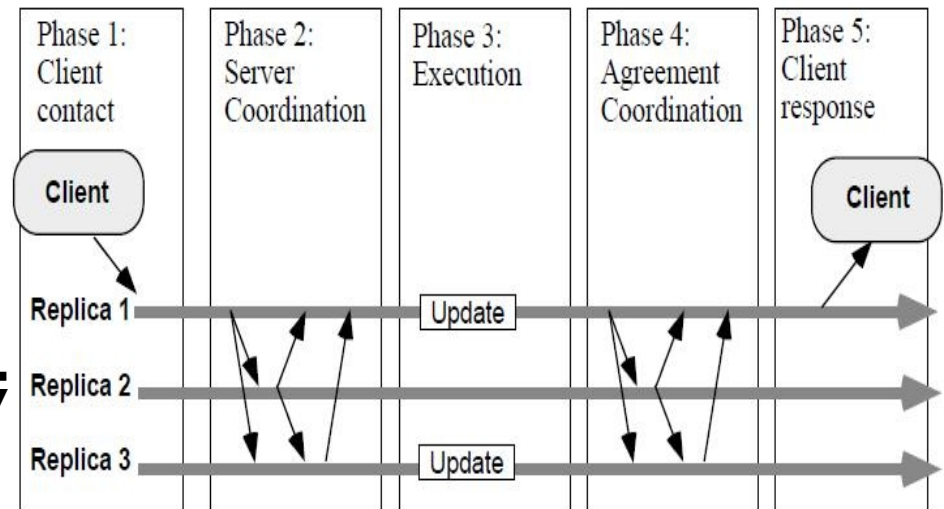 Phase 1:
Client
contact
Phase 2:
Server
Coordination
Phase 3:
Execution
Phase 4:
Agreement
Coordination
Phase 5:
Client
response
Client
Client
Replica 1
Update
Replica 2
Replica 3
Update